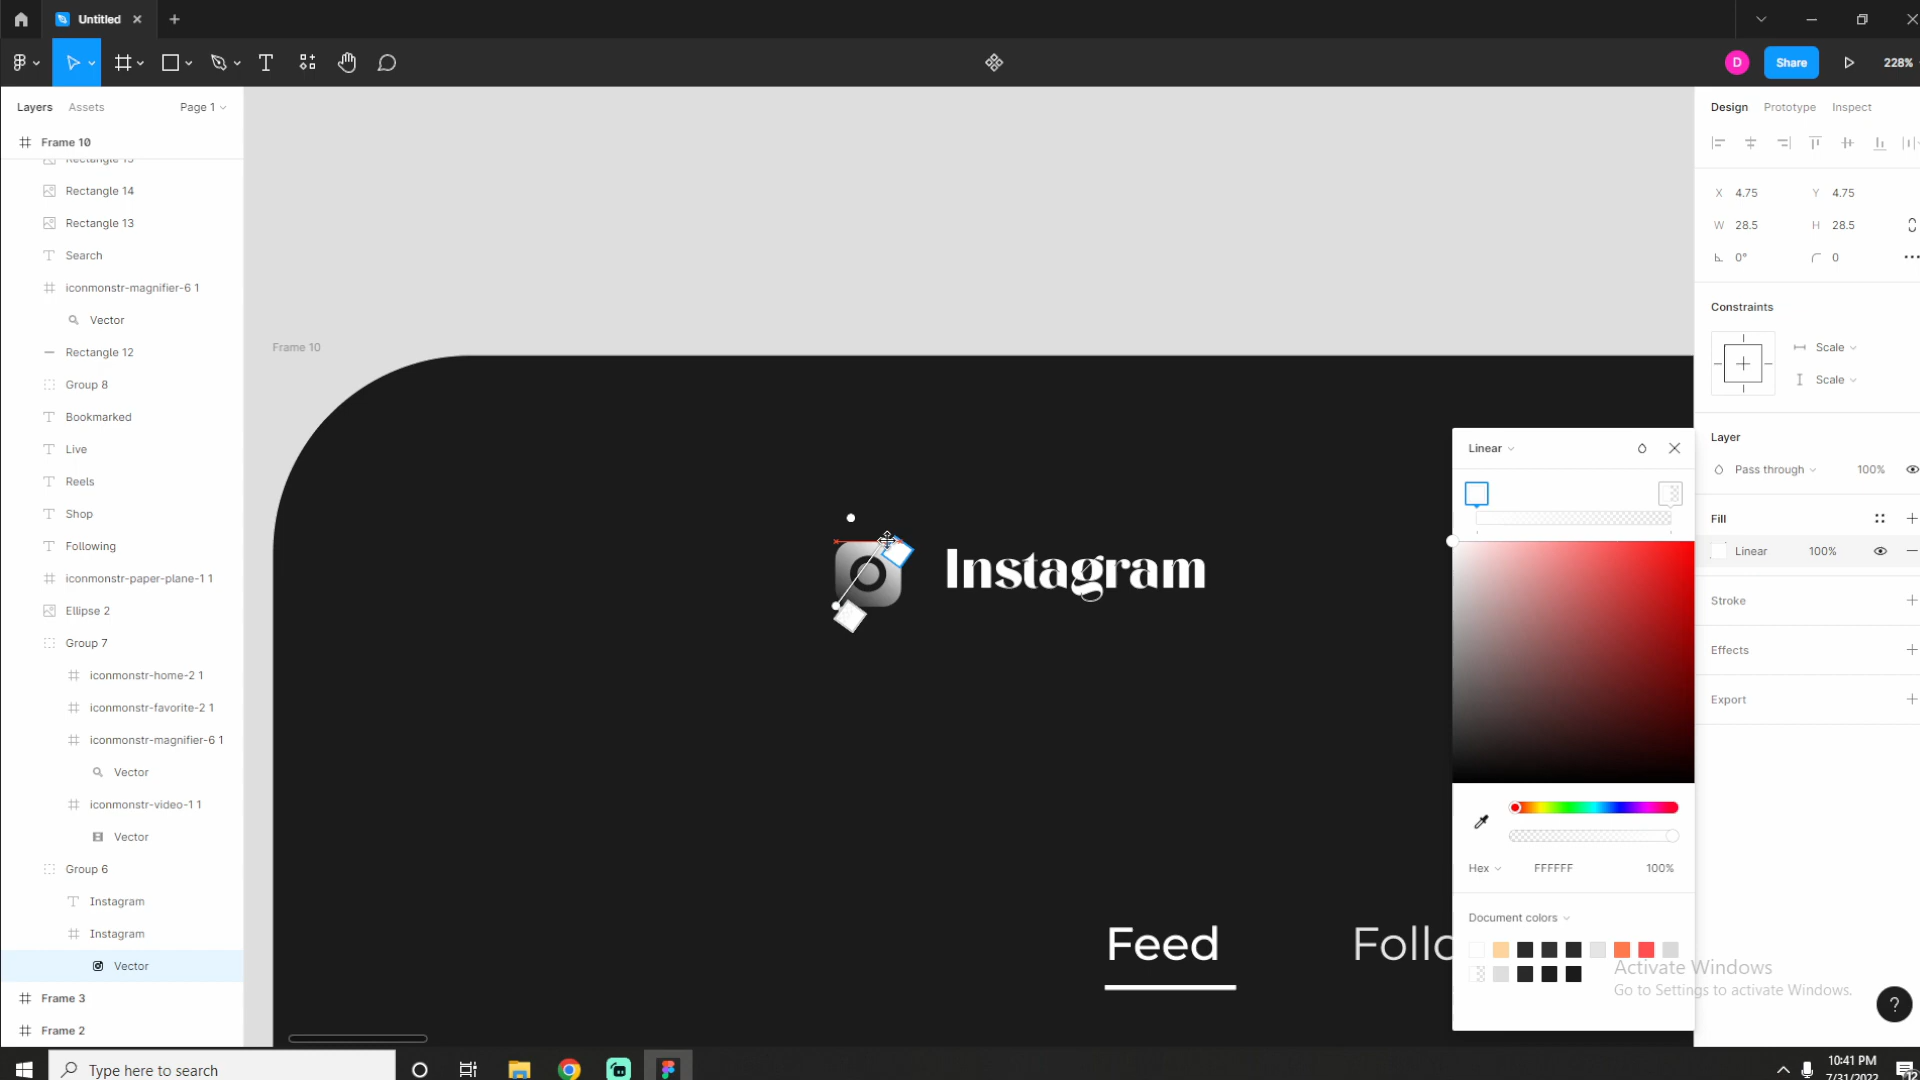 Untitled
Share
228%
Layers
Assets
Page 1
Design
Prototype
Inspect
Frame 10
Rectangle 15
Rectangle 14
Rectangle 13
Search
iconmonstr-magnifier-6 1
Vector
Rectangle 12
Group 8
Bookmarked
Live
Reels
Shop
Following
iconmonstr-paper-plane-1 1
Ellipse 2
Group 7
iconmonstr-home-2 1
iconmonstr-favorite-2 1
iconmonstr-magnifier-6 1
Vector
iconmonstr-video-1 1
Vector
Group 6
Instagram
Instagram
Vector
Frame 3
Frame 2
Frame 10
Instagram
Feed
Follo
Linear
Hex
FFFFFF
100%
Document colors
X 4.75
Y 4.75
W 28.5
H 28.5
0°
0
Constraints
Scale
Scale
Layer
Pass through
100%
Fill
Linear
100%
Stroke
Effects
Export
Activate Windows
Go to Settings to activate Windows.
?
D
Type here to search
10:41 PM
7/31/2022
12